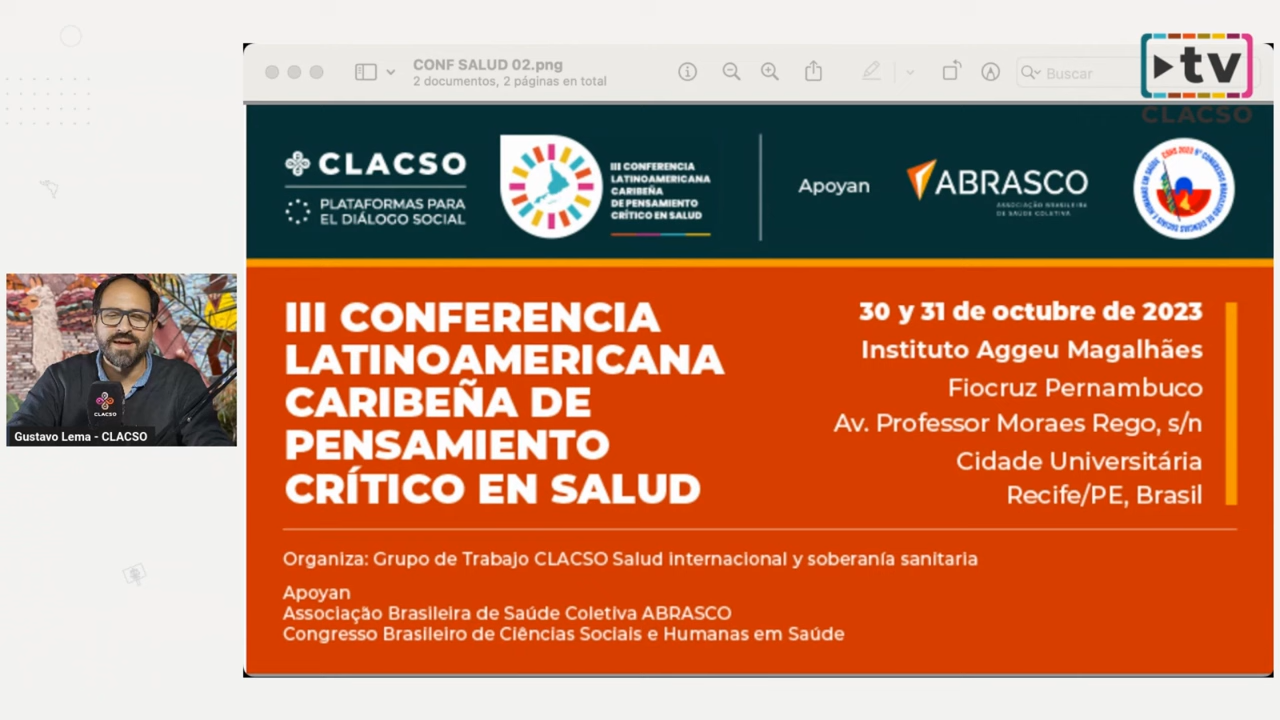 CONF SALUD 02.png
2 documentos, 2 páginas en total
Buscar
tv
CLACSO
CLACSO
PLATAFORMAS PARA
EL DIÁLOGO SOCIAL
III CONFERENCIA
LATINOAMERICANA
CARIBEÑA
DE PENSAMIENTO
CRÍTICO EN SALUD
Apoyan
ABRASCO
ASSOCIAÇÃO BRASILEIRA
DE SAÚDE COLETIVA
III CONFERENCIA
LATINOAMERICANA
CARIBEÑA DE
PENSAMIENTO
CRÍTICO EN SALUD
30 y 31 de octubre de 2023
Instituto Aggeu Magalhães
Fiocruz Pernambuco
Av. Professor Moraes Rego, s/n
Cidade Universitária
Recife/PE, Brasil
Organiza: Grupo de Trabajo CLACSO Salud internacional y soberanía sanitaria
Apoyan
Associação Brasileira de Saúde Coletiva ABRASCO
Congresso Brasileiro de Ciências Sociais e Humanas em Saúde
CLACSO
Gustavo Lema - CLACSO